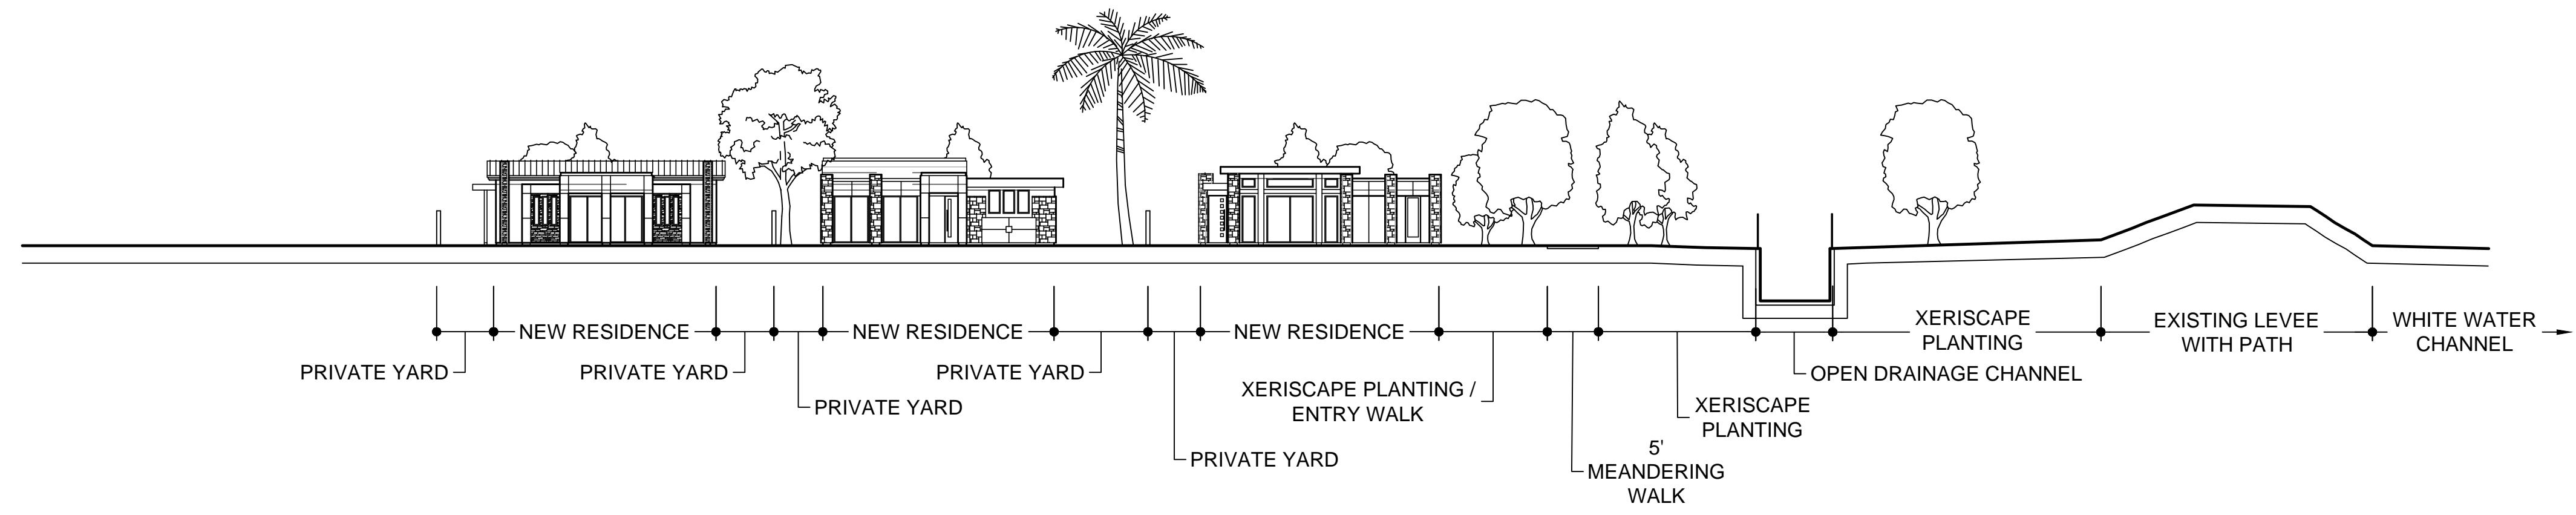 PRIVATE YARD
NEW RESIDENCE
PRIVATE YARD
PRIVATE YARD
NEW RESIDENCE
PRIVATE YARD
PRIVATE YARD
NEW RESIDENCE
XERISCAPE PLANTING /
ENTRY WALK
5'
MEANDERING
WALK
XERISCAPE
PLANTING
OPEN DRAINAGE CHANNEL
XERISCAPE
PLANTING
EXISTING LEVEE
WITH PATH
WHITE WATER
CHANNEL